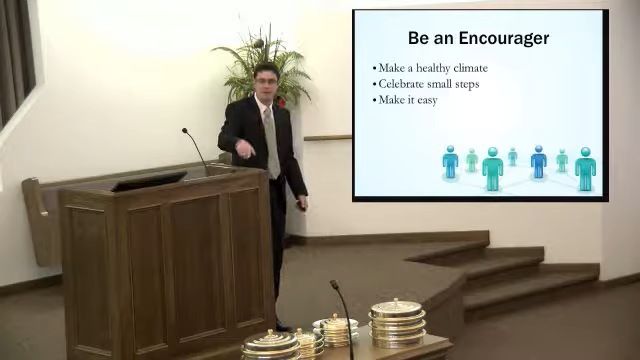 Be an Encourager
• Make a healthy climate
• Celebrate small steps
• Make it easy